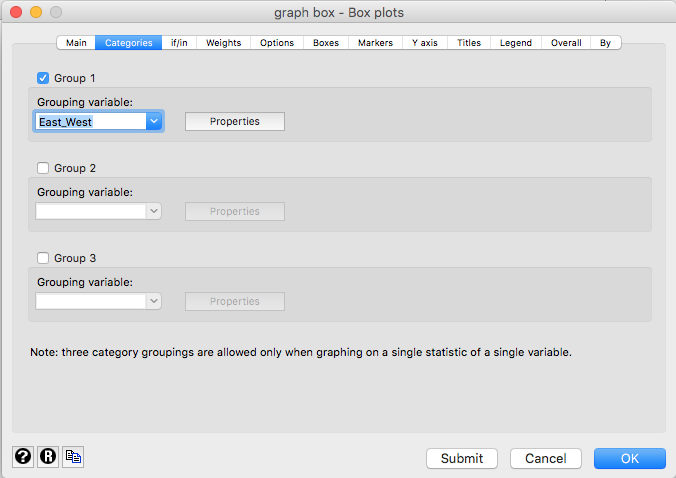 graph box - Box plots
Main Categories if/in Weights Options Boxes Markers Y axis Titles Legend Overall By
Group 1
Grouping variable:
East_West Properties
Group 2
Grouping variable:
Properties
Group 3
Grouping variable:
Properties
Note: three category groupings are allowed only when graphing on a single statistic of a single variable.
? R Submit Cancel OK